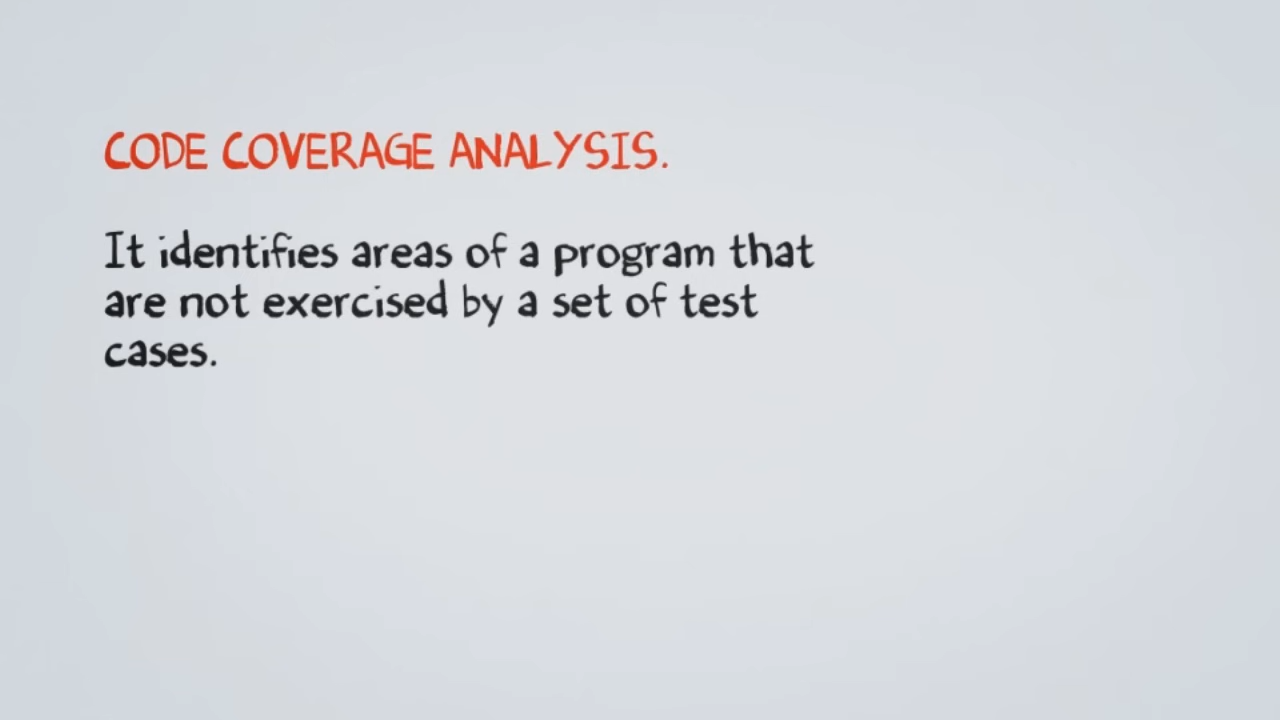 CODE COVERAGE ANALYSIS.
It identifies areas of a program that
are not exercised by a set of test
cases.